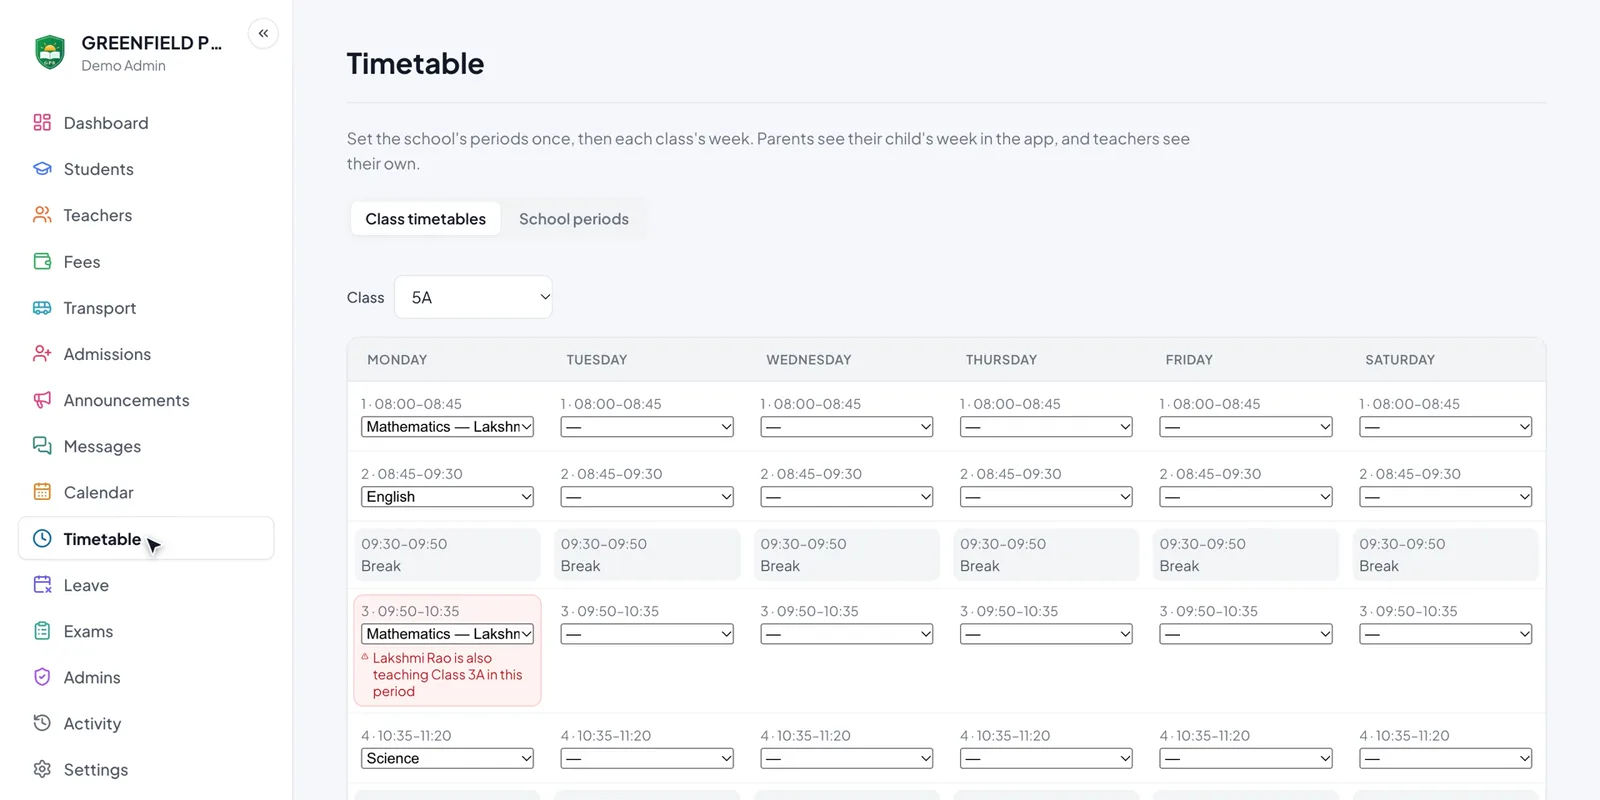 GREENFIELD P...
Demo Admin
Dashboard
Students
Teachers
Fees
Transport
Admissions
Announcements
Messages
Calendar
Timetable
Leave
Exams
Admins
Activity
Settings
Timetable
Set the school's periods once, then each class's week. Parents see their child's week in the app, and teachers see
their own.
Class timetables School periods
Class 5A
MONDAY TUESDAY WEDNESDAY THURSDAY FRIDAY SATURDAY
1 · 08:00–08:45 1 · 08:00–08:45 1 · 08:00–08:45 1 · 08:00–08:45 1 · 08:00–08:45 1 · 08:00–08:45
Mathematics — Lakshm — — — — —
2 · 08:45–09:30 2 · 08:45–09:30 2 · 08:45–09:30 2 · 08:45–09:30 2 · 08:45–09:30 2 · 08:45–09:30
English — — — — —
09:30–09:50 09:30–09:50 09:30–09:50 09:30–09:50 09:30–09:50 09:30–09:50
Break Break Break Break Break Break
3 · 09:50–10:35 3 · 09:50–10:35 3 · 09:50–10:35 3 · 09:50–10:35 3 · 09:50–10:35 3 · 09:50–10:35
Mathematics — Lakshm — — — — —
Lakshmi Rao is also
teaching Class 3A in this
period
4 · 10:35–11:20 4 · 10:35–11:20 4 · 10:35–11:20 4 · 10:35–11:20 4 · 10:35–11:20 4 · 10:35–11:20
Science — — — — —